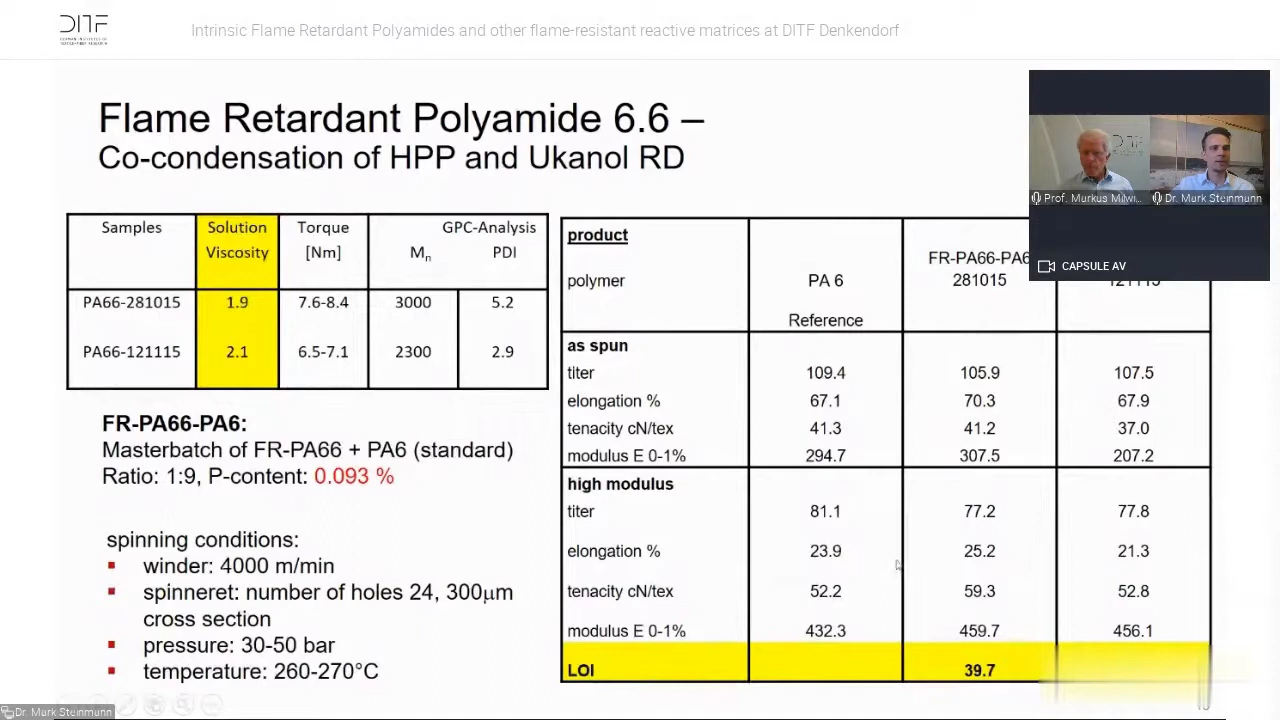 DITF
Intrinsic Flame Retardant Polyamides and other flame-resistant reactive matrices at DITF Denkendorf
Flame Retardant Polyamide 6.6 –
Co-condensation of HPP and Ukanol RD
Prof. Markus Milwi... Dr. Mark Steinmann
CAPSULE AV
Samples Solution Viscosity Torque [Nm] GPC-Analysis Mn PDI
PA66-281015 1.9 7.6-8.4 3000 5.2
PA66-121115 2.1 6.5-7.1 2300 2.9
FR-PA66-PA6:
Masterbatch of FR-PA66 + PA6 (standard)
Ratio: 1:9, P-content: 0.093 %
spinning conditions:
▪ winder: 4000 m/min
▪ spinneret: number of holes 24, 300µm
cross section
▪ pressure: 30-50 bar
▪ temperature: 260-270°C
product
polymer PA 6 Reference FR-PA66-PA6 281015 121115
as spun
titer 109.4 105.9 107.5
elongation % 67.1 70.3 67.9
tenacity cN/tex 41.3 41.2 37.0
modulus E 0-1% 294.7 307.5 207.2
high modulus
titer 81.1 77.2 77.8
elongation % 23.9 25.2 21.3
tenacity cN/tex 52.2 59.3 52.8
modulus E 0-1% 432.3 459.7 456.1
LOI 39.7
Dr. Mark Steinmann